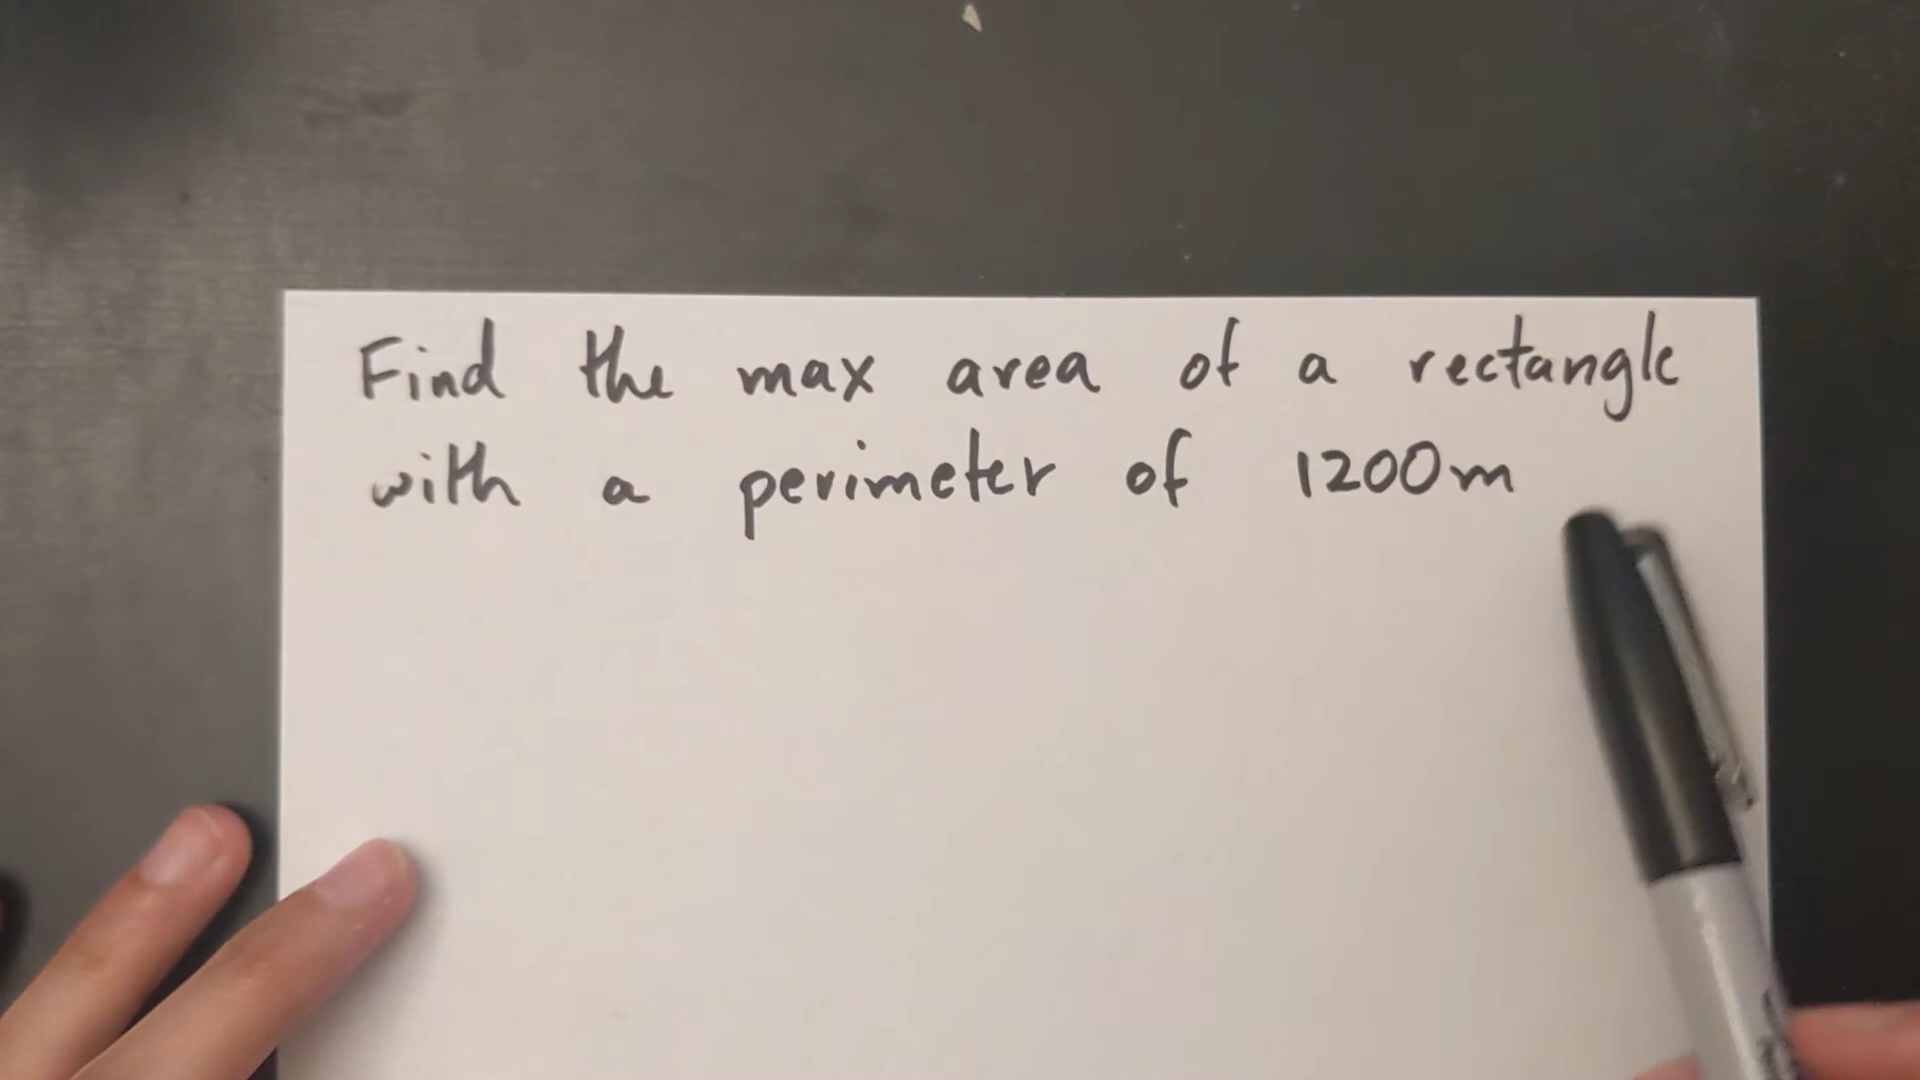 Find the max area of a rectangle
with a perimeter of 1200m